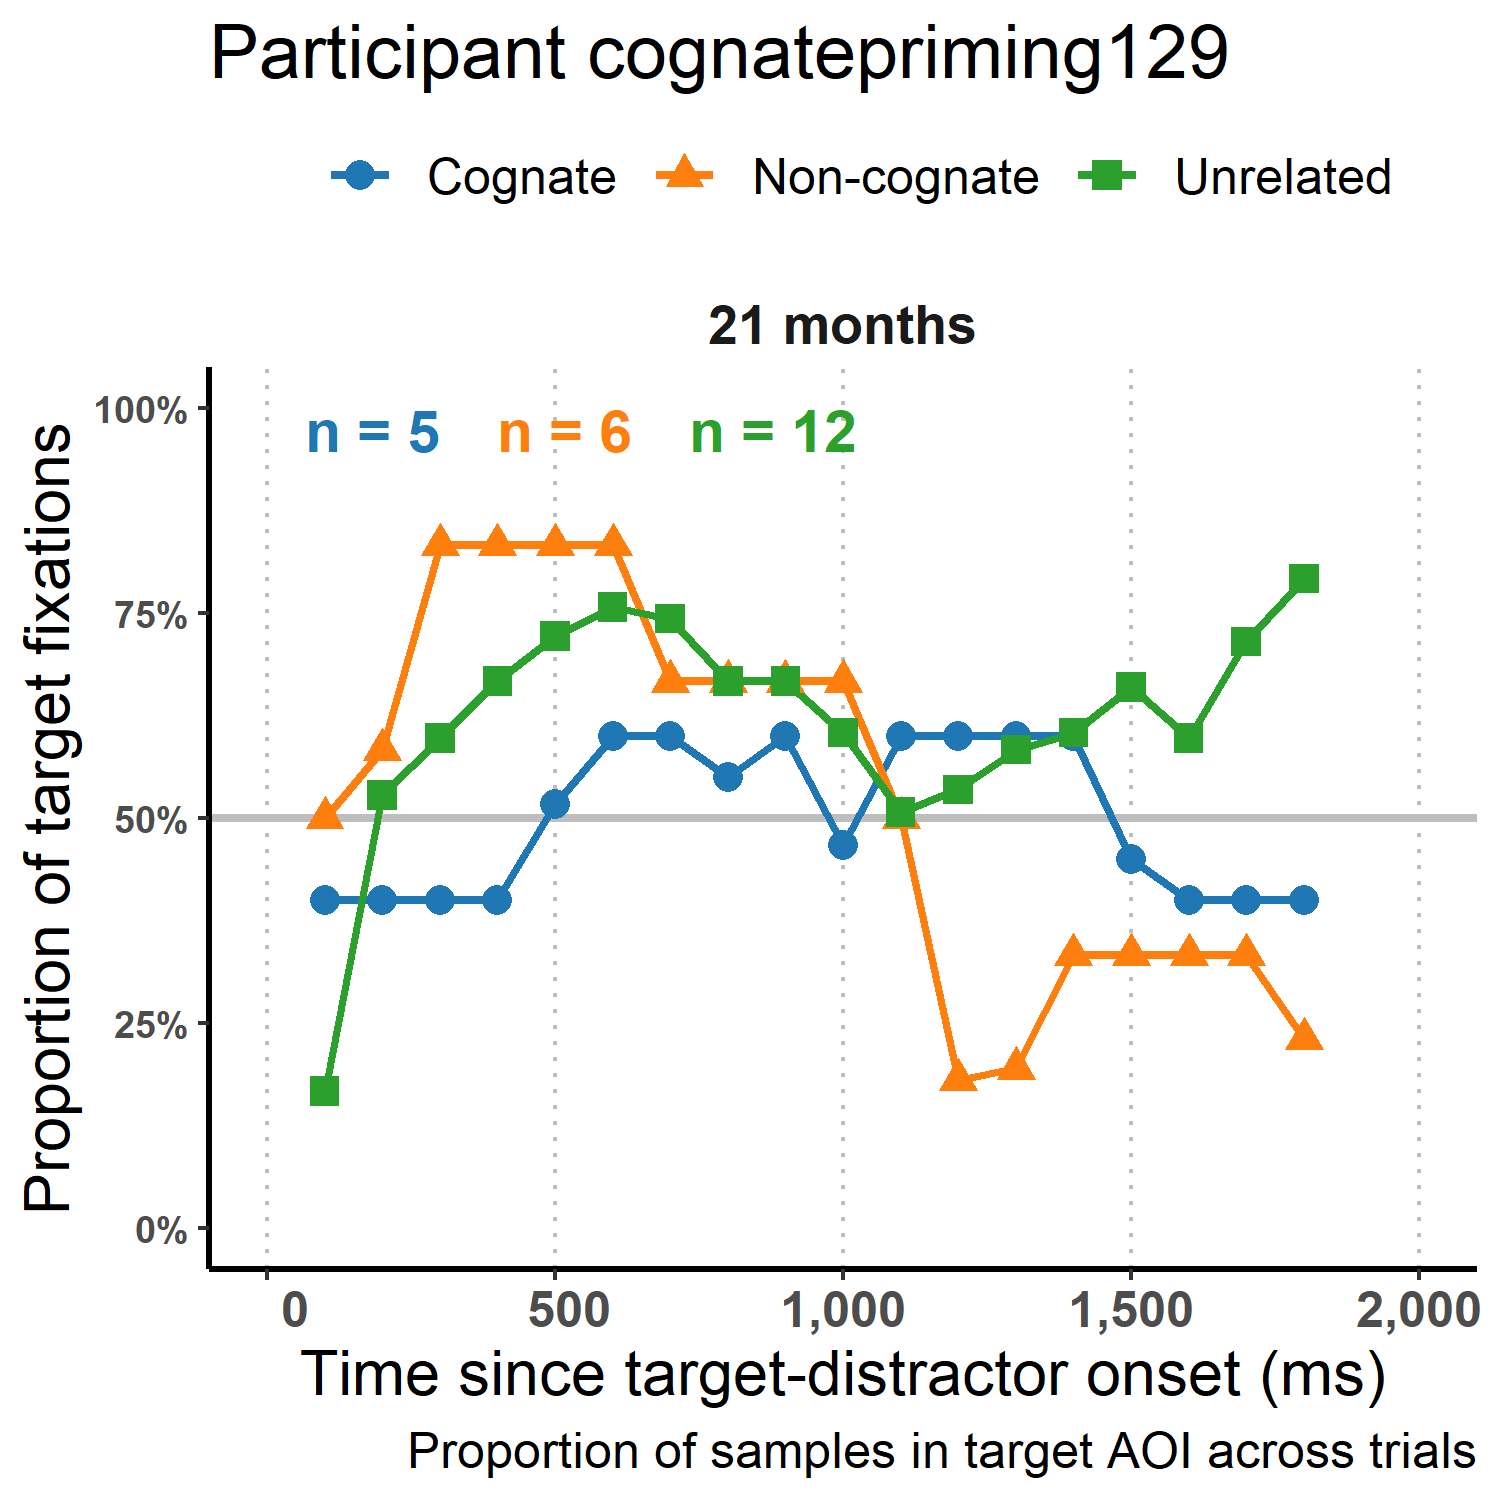 Participant cognatepriming129
Cognate Non-cognate Unrelated
21 months
n = 5 n = 6 n = 12
100%
75%
50%
25%
0%
Proportion of target fixations
0 500 1,000 1,500 2,000
Time since target-distractor onset (ms)
Proportion of samples in target AOI across trials